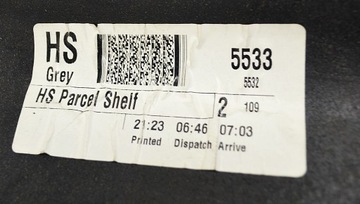 HS
5533
Grey
5532
HS Parcel Shelf
2 109
21:23 06:46 07:03
Printed Dispatch Arrive